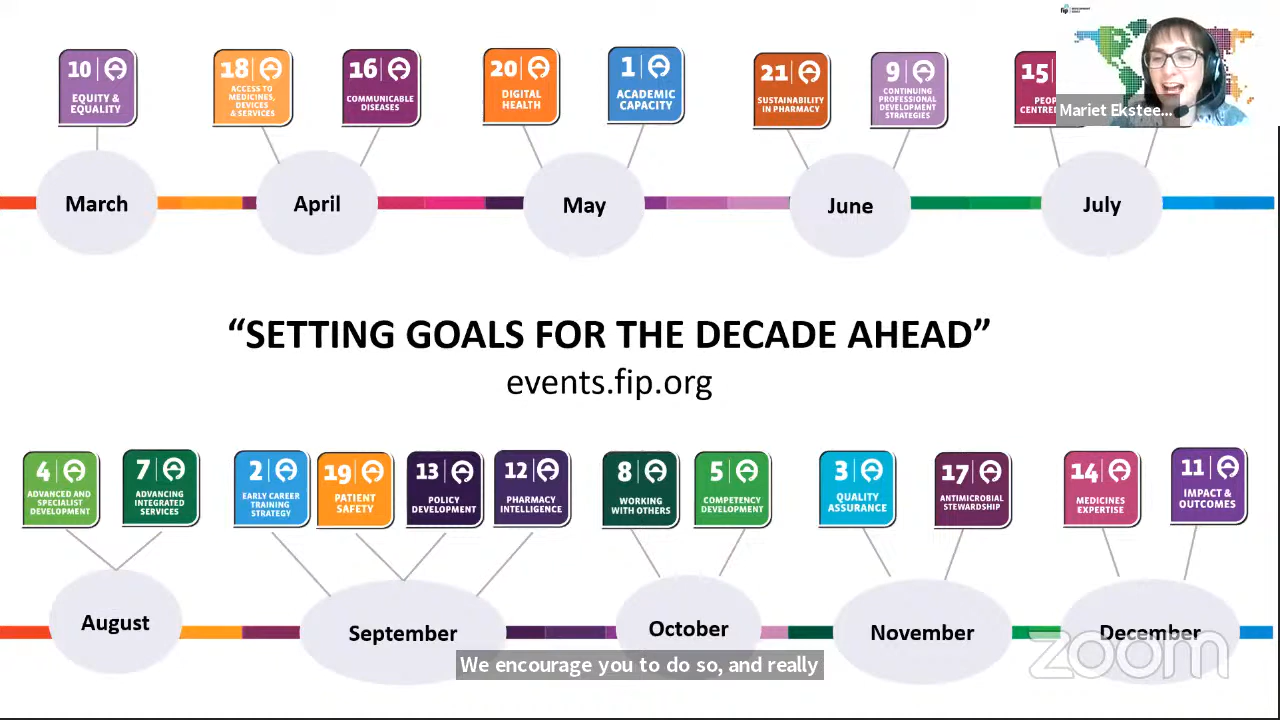 fip
10
EQUITY &
EQUALITY
18
ACCESS TO
MEDICINES,
DEVICES
& SERVICES
16
COMMUNICABLE
DISEASES
20
DIGITAL
HEALTH
1
ACADEMIC
CAPACITY
21
SUSTAINABILITY
IN PHARMACY
9
CONTINUING
PROFESSIONAL
DEVELOPMENT
STRATEGIES
15
Mariet Ekstee...
March
April
May
June
July
“SETTING GOALS FOR THE DECADE AHEAD”
events.fip.org
4
ADVANCED AND
SPECIALIST
DEVELOPMENT
7
ADVANCING
INTEGRATED
SERVICES
2
EARLY CAREER
TRAINING
STRATEGY
19
PATIENT
SAFETY
13
POLICY
DEVELOPMENT
12
PHARMACY
INTELLIGENCE
8
WORKING
WITH OTHERS
5
COMPETENCY
DEVELOPMENT
3
QUALITY
ASSURANCE
17
ANTIMICROBIAL
STEWARDSHIP
14
MEDICINES
EXPERTISE
11
IMPACT &
OUTCOMES
August
September
October
November
December
We encourage you to do so, and really
zoom